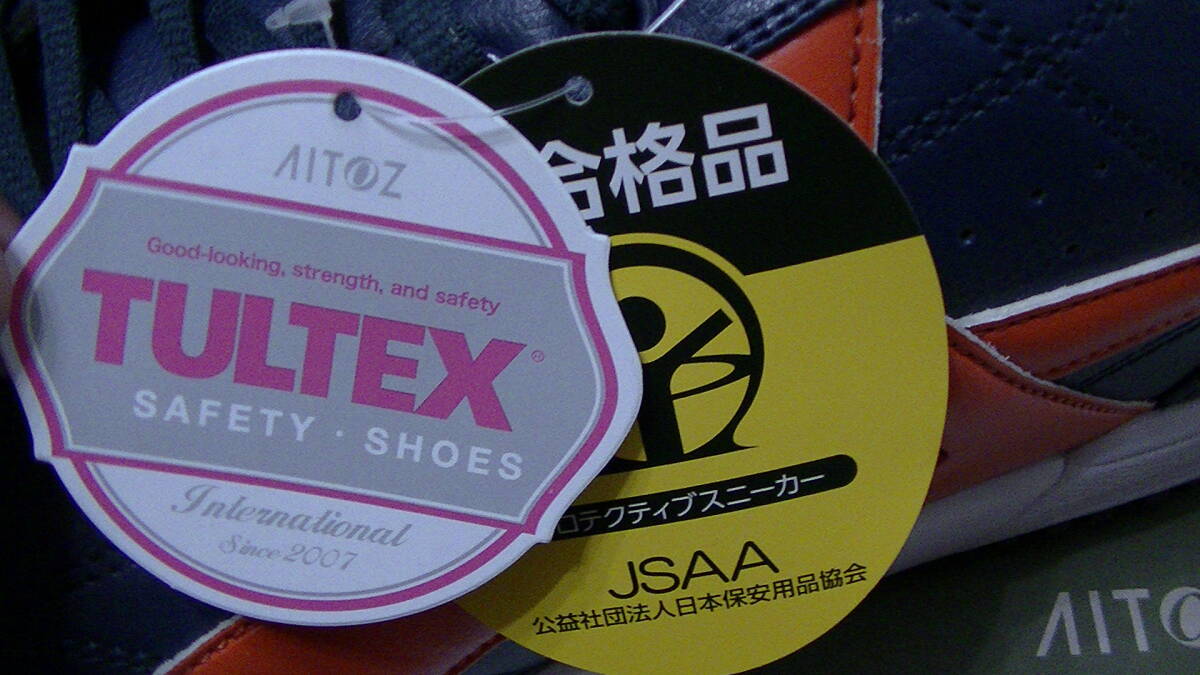 AITOZ
Good-looking, strength, and safety
TULTEX®
SAFETY · SHOES
International
Since 2007
合格品
ロテクティブスニーカー
JSAA
公益社団法人日本保安用品協会
AITO